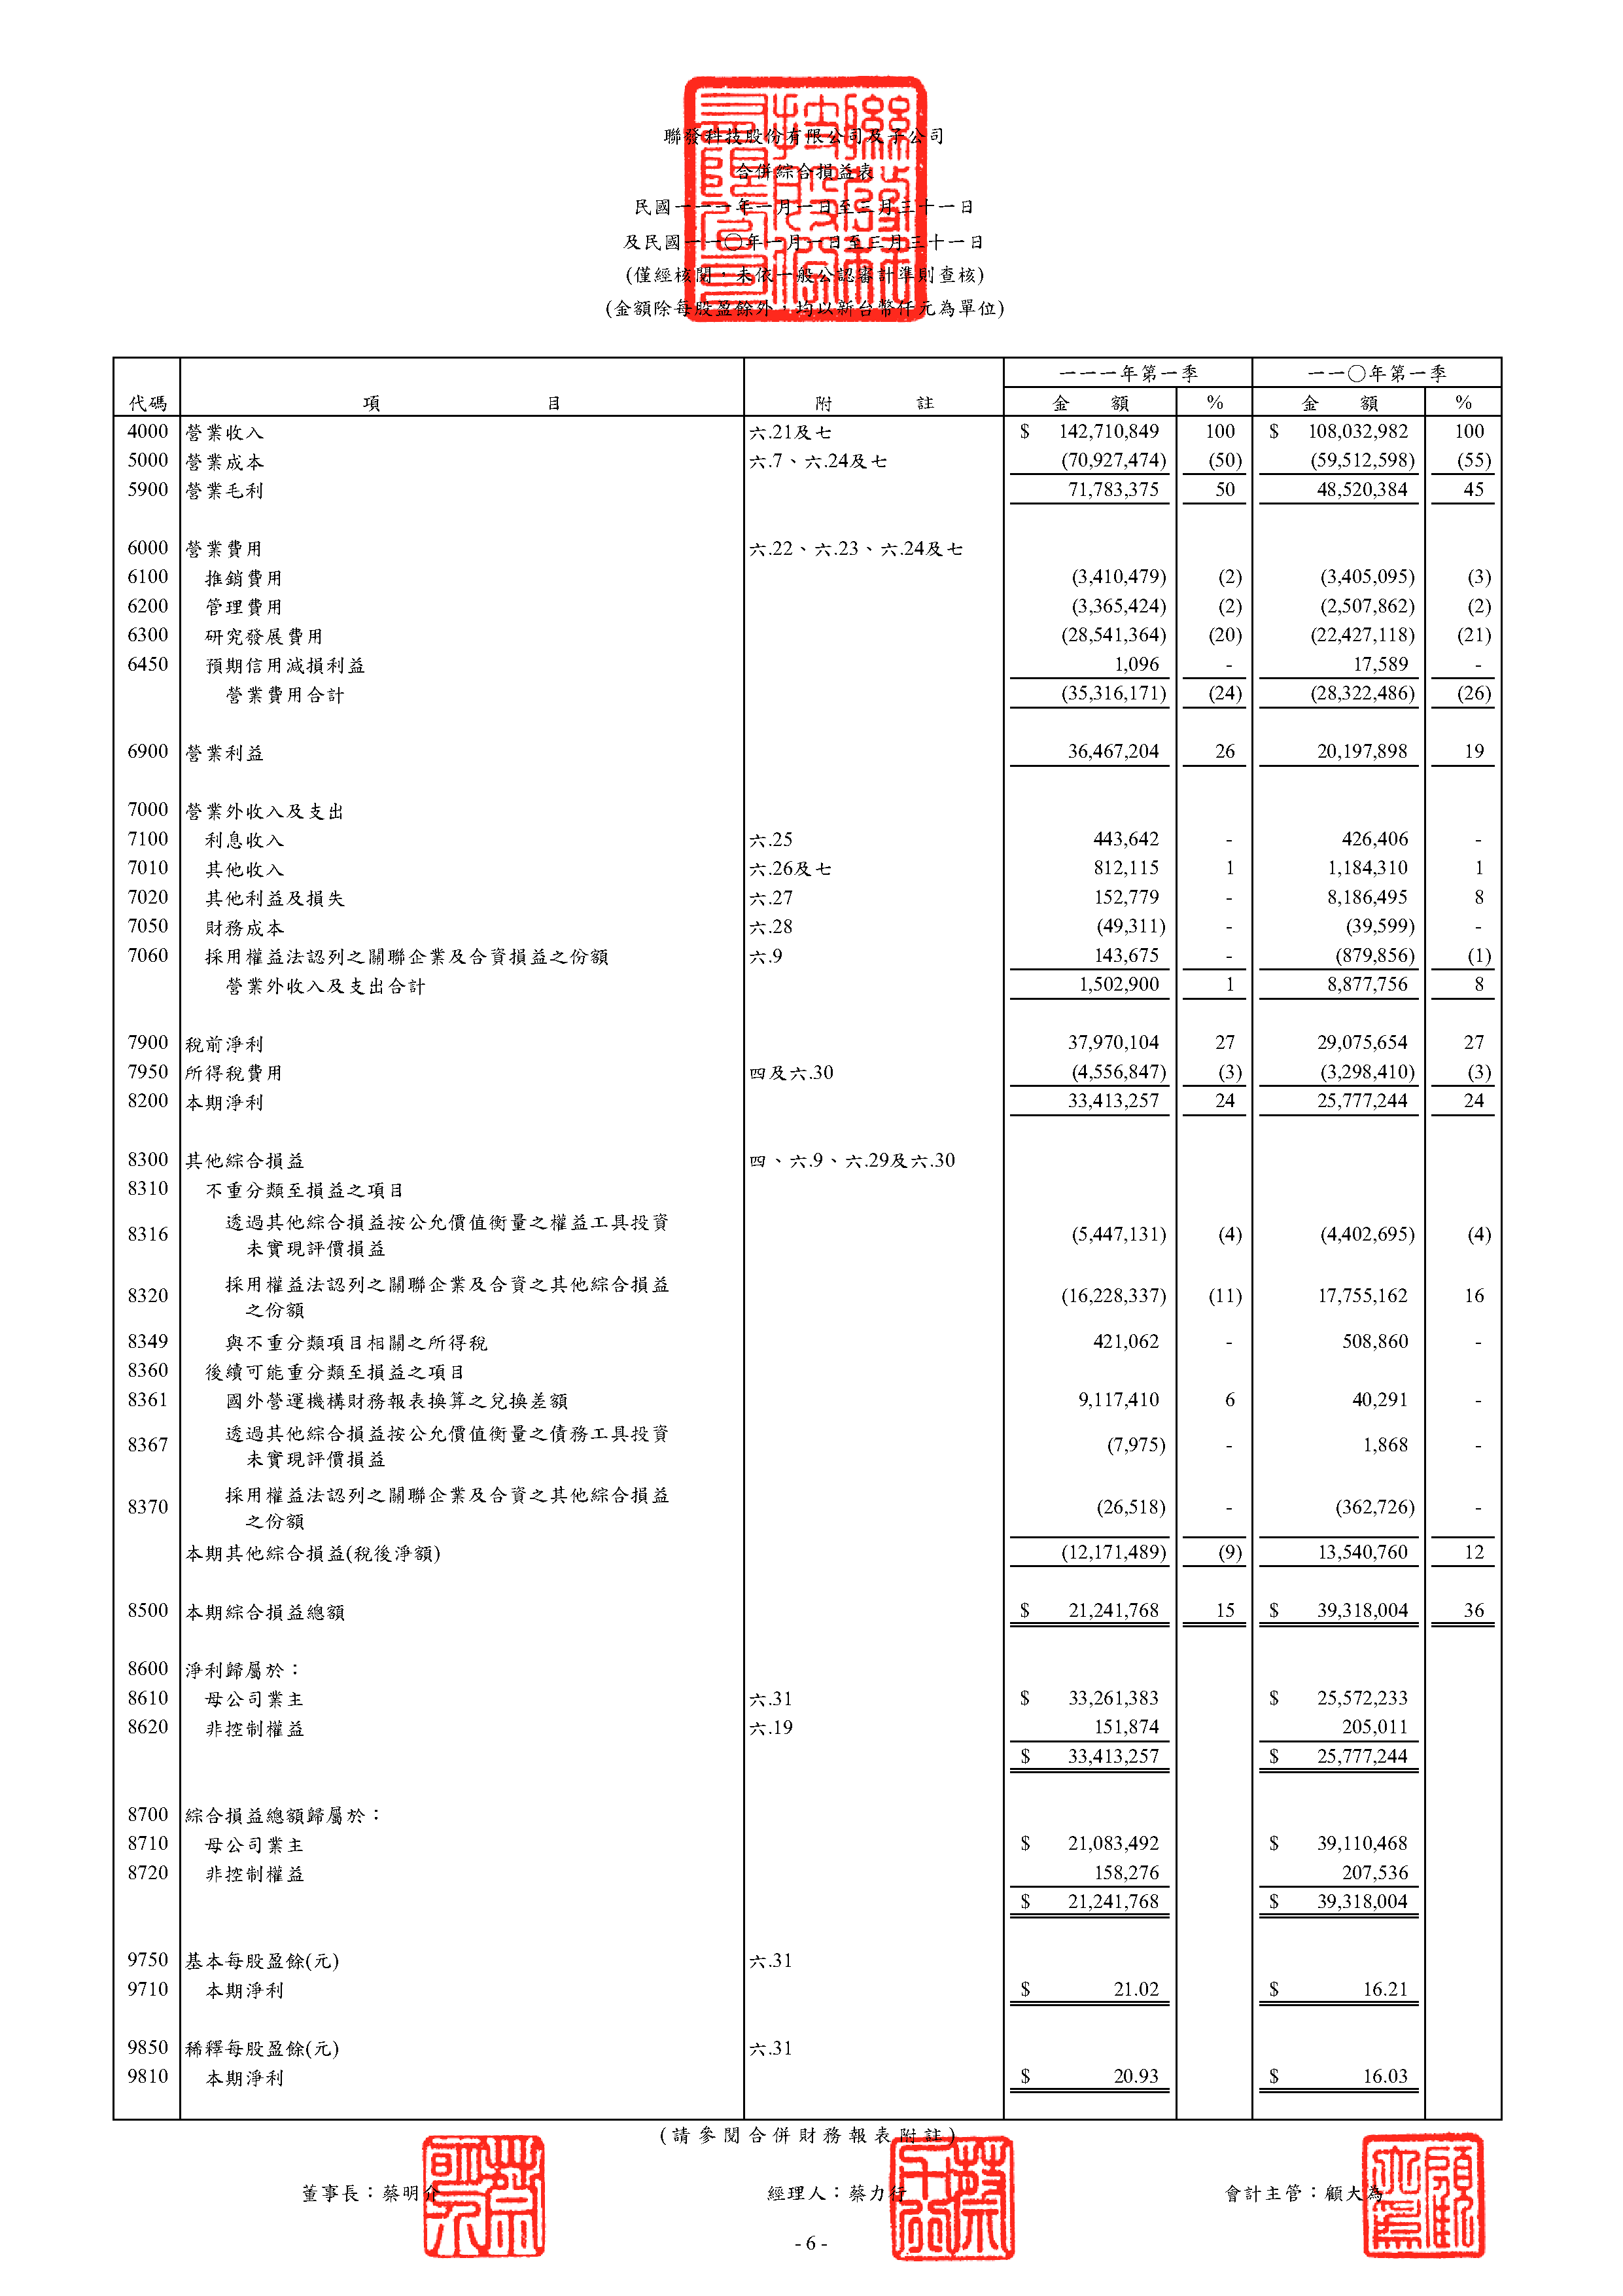 聯發科技股份有限公司及子公司
合併綜合損益表
民國一一一年一月一日至三月三十一日
及民國一一〇年一月一日至三月三十一日
(僅經核閱，未依一般公認審計準則查核)
(金額除每股盈餘外，均以新台幣仟元為單位)
一一一年第一季 一一〇年第一季
代碼 項 目 附 註 金 額 % 金 額 %
4000 營業收入 六.21及七 $ 142,710,849 100 $ 108,032,982 100
5000 營業成本 六.7、六.24及七 (70,927,474) (50) (59,512,598) (55)
5900 營業毛利 71,783,375 50 48,520,384 45
6000 營業費用 六.22、六.23、六.24及七
6100 推銷費用 (3,410,479) (2) (3,405,095) (3)
6200 管理費用 (3,365,424) (2) (2,507,862) (2)
6300 研究發展費用 (28,541,364) (20) (22,427,118) (21)
6450 預期信用減損利益 1,096 - 17,589 -
營業費用合計 (35,316,171) (24) (28,322,486) (26)
6900 營業利益 36,467,204 26 20,197,898 19
7000 營業外收入及支出
7100 利息收入 六.25 443,642 - 426,406 -
7010 其他收入 六.26及七 812,115 1 1,184,310 1
7020 其他利益及損失 六.27 152,779 - 8,186,495 8
7050 財務成本 六.28 (49,311) - (39,599) -
7060 採用權益法認列之關聯企業及合資損益之份額 六.9 143,675 - (879,856) (1)
營業外收入及支出合計 1,502,900 1 8,877,756 8
7900 稅前淨利 37,970,104 27 29,075,654 27
7950 所得稅費用 四及六.30 (4,556,847) (3) (3,298,410) (3)
8200 本期淨利 33,413,257 24 25,777,244 24
8300 其他綜合損益 四、六.9、六.29及六.30
8310 不重分類至損益之項目
8316 透過其他綜合損益按公允價值衡量之權益工具投資
未實現評價損益 (5,447,131) (4) (4,402,695) (4)
8320 採用權益法認列之關聯企業及合資之其他綜合損益
之份額 (16,228,337) (11) 17,755,162 16
8349 與不重分類項目相關之所得稅 421,062 - 508,860 -
8360 後續可能重分類至損益之項目
8361 國外營運機構財務報表換算之兌換差額 9,117,410 6 40,291 -
8367 透過其他綜合損益按公允價值衡量之債務工具投資
未實現評價損益 (7,975) - 1,868 -
8370 採用權益法認列之關聯企業及合資之其他綜合損益
之份額 (26,518) - (362,726) -
本期其他綜合損益(稅後淨額) (12,171,489) (9) 13,540,760 12
8500 本期綜合損益總額 $ 21,241,768 15 $ 39,318,004 36
8600 淨利歸屬於：
8610 母公司業主 六.31 $ 33,261,383 $ 25,572,233
8620 非控制權益 六.19 151,874 205,011
$ 33,413,257 $ 25,777,244
8700 綜合損益總額歸屬於：
8710 母公司業主 $ 21,083,492 $ 39,110,468
8720 非控制權益 158,276 207,536
$ 21,241,768 $ 39,318,004
9750 基本每股盈餘(元) 六.31
9710 本期淨利 $ 21.02 $ 16.21
9850 稀釋每股盈餘(元) 六.31
9810 本期淨利 $ 20.93 $ 16.03
(請參閱合併財務報表附註)
董事長：蔡明介 經理人：蔡力行 會計主管：顧大為
- 6 -